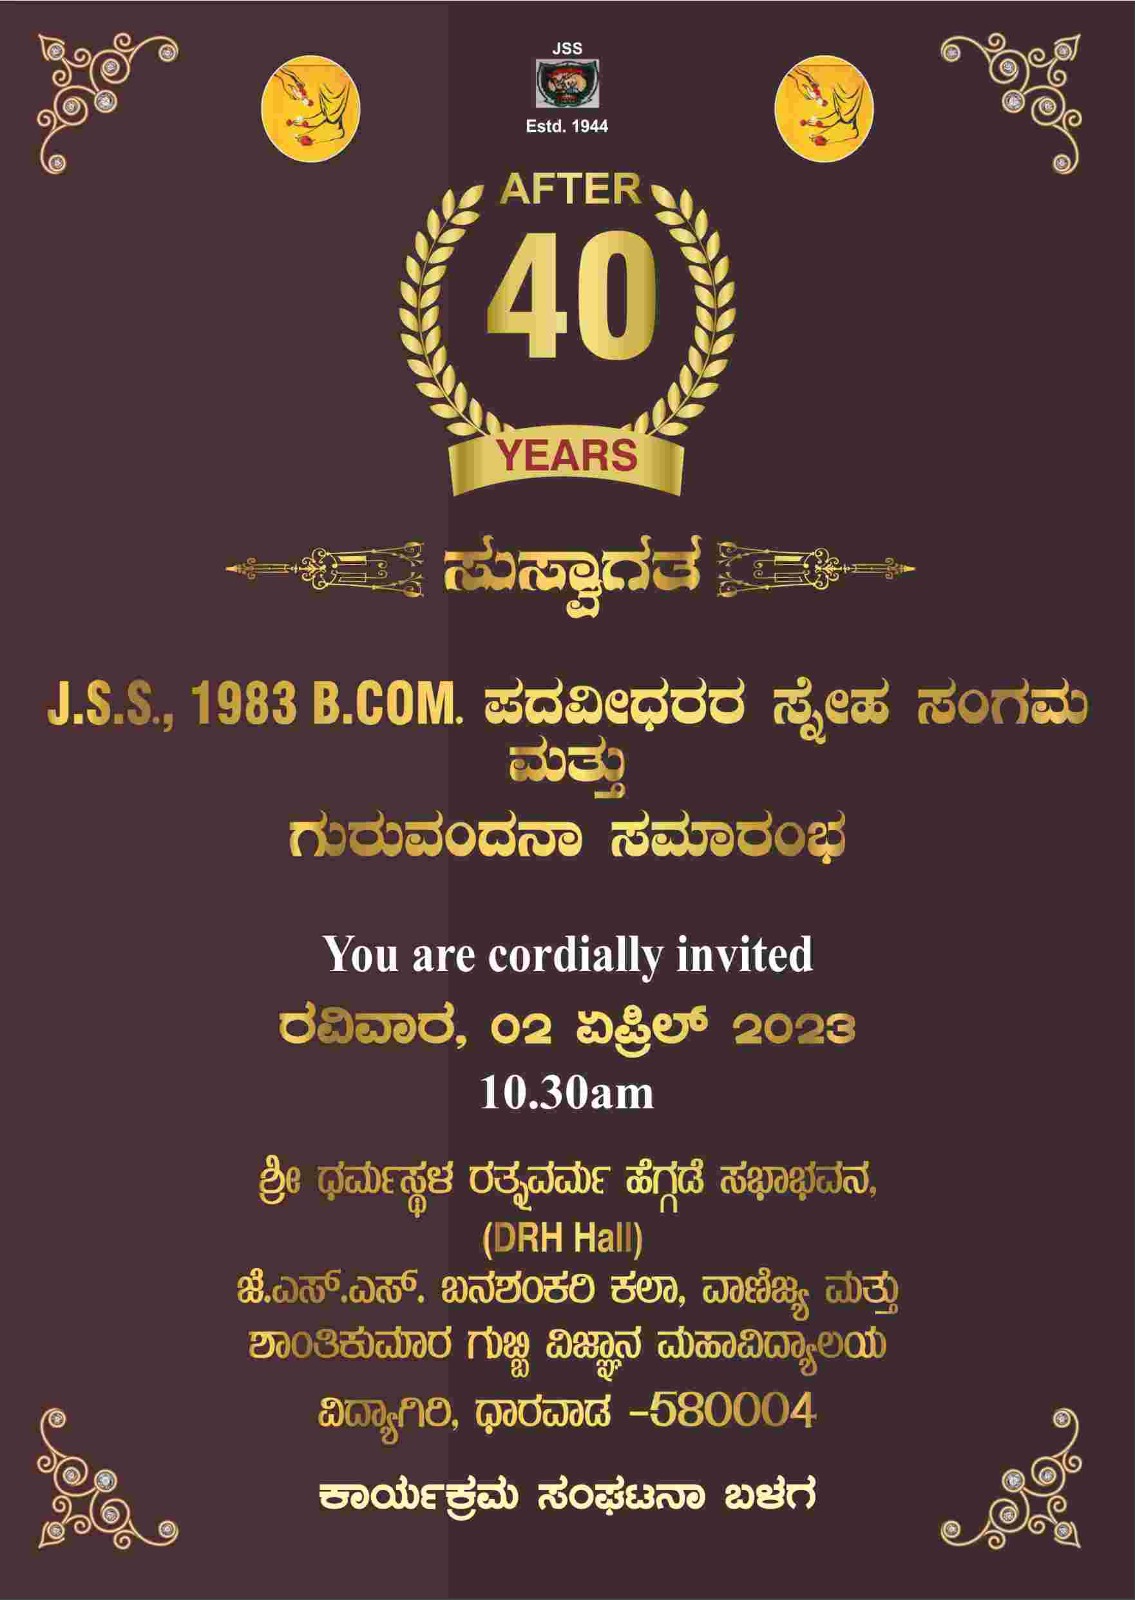 JSS
Estd. 1944
AFTER
40
YEARS
ಸುಸ್ವಾಗತ
J.S.S., 1983 B.COM. ಪದವೀಧರರ ಸ್ನೇಹ ಸಂಗಮ
ಮತ್ತು
ಗುರುವಂದನಾ ಸಮಾರಂಭ
You are cordially invited
ರವಿವಾರ, ೦2 ಏಪ್ರಿಲ್ 2೦23
10.30am
ಶ್ರೀ ಧರ್ಮಸ್ಥಳ ರತ್ನವರ್ಮ ಹೆಗ್ಗಡೆ ಸಭಾಭವನ,
(DRH Hall)
ಜೆ.ಎಸ್.ಎಸ್. ಬನಶಂಕರಿ ಕಲಾ, ವಾಣಿಜ್ಯ ಮತ್ತು
ಶಾಂತಿಕುಮಾರ ಗುಬ್ಬಿ ವಿಜ್ಞಾನ ಮಹಾವಿದ್ಯಾಲಯ
ವಿದ್ಯಾಗಿರಿ, ಧಾರವಾಡ -580004
ಕಾರ್ಯಕ್ರಮ ಸಂಘಟನಾ ಬಳಗ